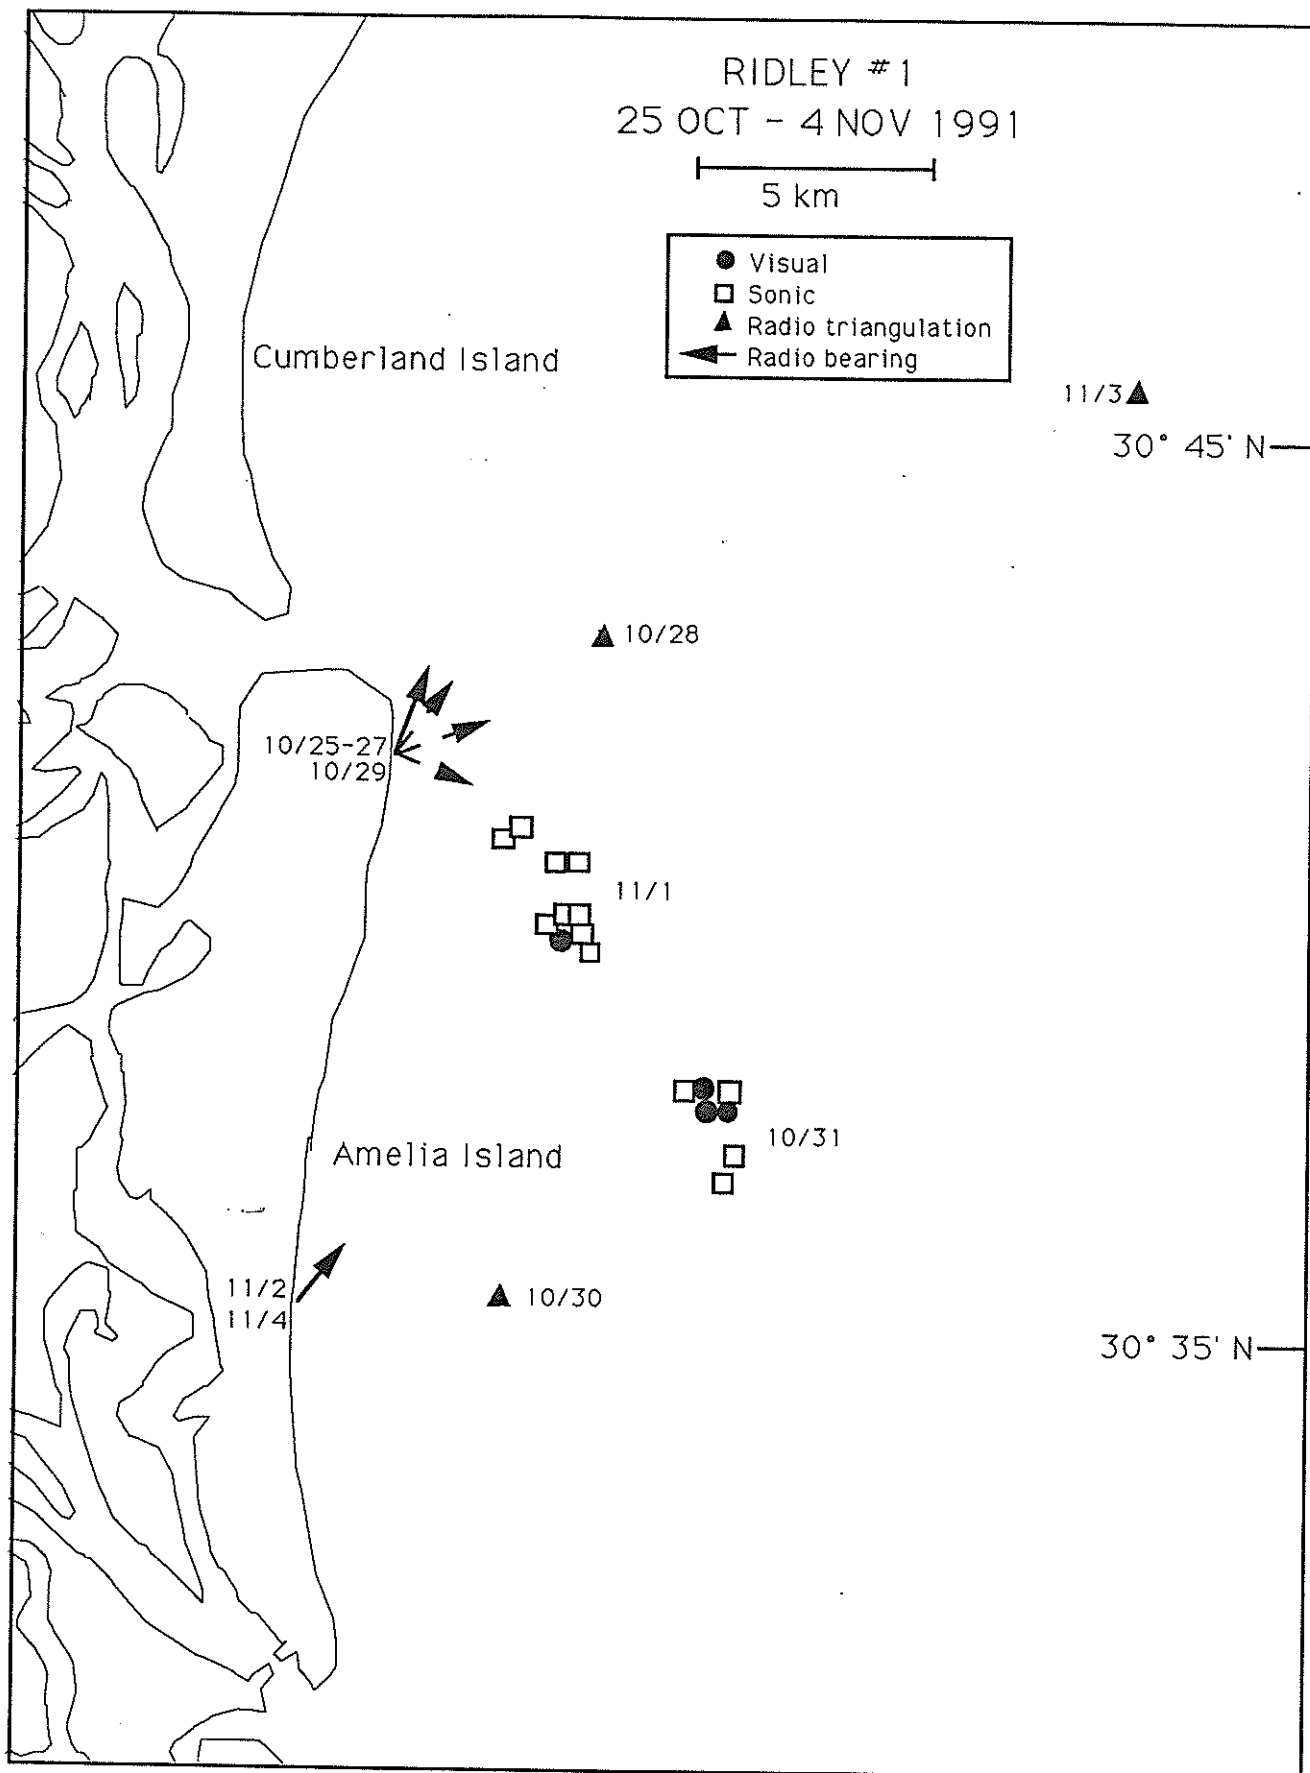 RIDLEY #1
25 OCT - 4 NOV 1991
5 km
Visual
Sonic
Radio triangulation
Radio bearing
Cumberland Island
11/3
30° 45' N
10/28
10/25-27
10/29
11/1
10/31
Amelia Island
11/2
11/4
10/30
30° 35' N